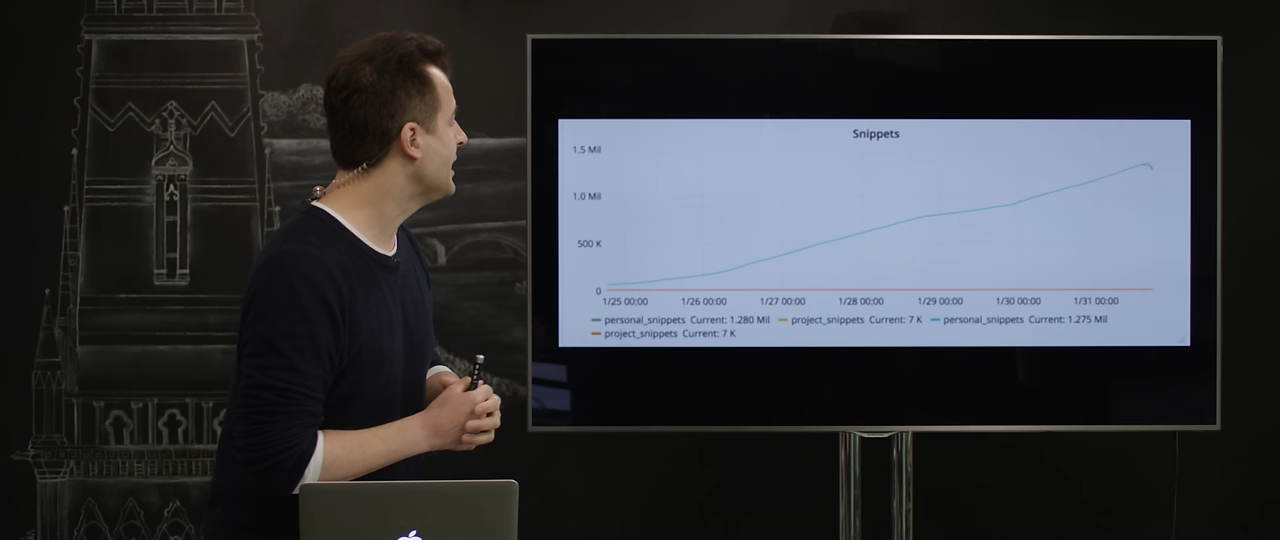 Snippets
1.5 Mil
1.0 Mil
500 K
0
1/25 00:00 1/26 00:00 1/27 00:00 1/28 00:00 1/29 00:00 1/30 00:00 1/31 00:00
personal_snippets Current: 1.280 Mil project_snippets Current: 7 K personal_snippets Current: 1.275 Mil
project_snippets Current: 7 K